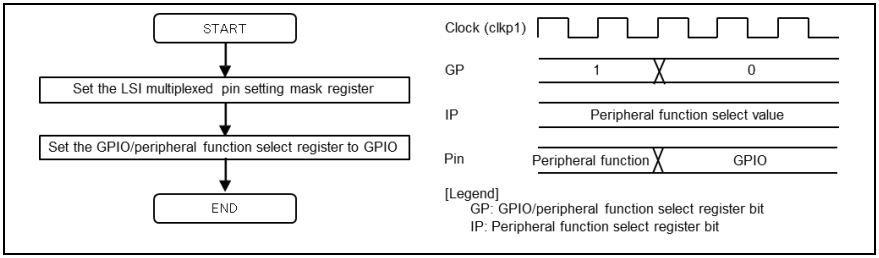 START
Set the LSI multiplexed pin setting mask register
Set the GPIO/peripheral function select register to GPIO
END
Clock (clkp1)
GP
1
0
IP
Peripheral function select value
Pin
Peripheral function
GPIO
[Legend]
GP: GPIO/peripheral function select register bit
IP: Peripheral function select register bit